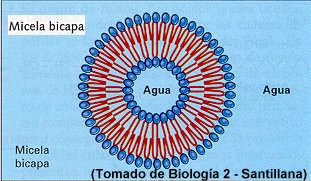 Micela bicapa
Agua
Agua
Micela
bicapa
(Tomado de Biología 2 - Santillana)